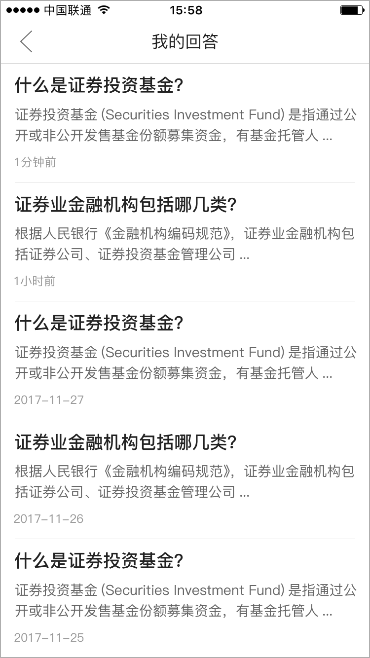 中国联通 15:58
我的回答
什么是证券投资基金?
证券投资基金 (Securities Investment Fund) 是指通过公
开或非公开发售基金份额募集资金，有基金托管人 ...
1分钟前
证券业金融机构包括哪几类?
根据人民银行《金融机构编码规范》，证券业金融机构包
括证券公司、证券投资基金管理公司 ...
1小时前
什么是证券投资基金?
证券投资基金 (Securities Investment Fund) 是指通过公
开或非公开发售基金份额募集资金，有基金托管人 ...
2017-11-27
证券业金融机构包括哪几类?
根据人民银行《金融机构编码规范》，证券业金融机构包
括证券公司、证券投资基金管理公司 ...
2017-11-26
什么是证券投资基金?
证券投资基金 (Securities Investment Fund) 是指通过公
开或非公开发售基金份额募集资金，有基金托管人 ...
2017-11-25